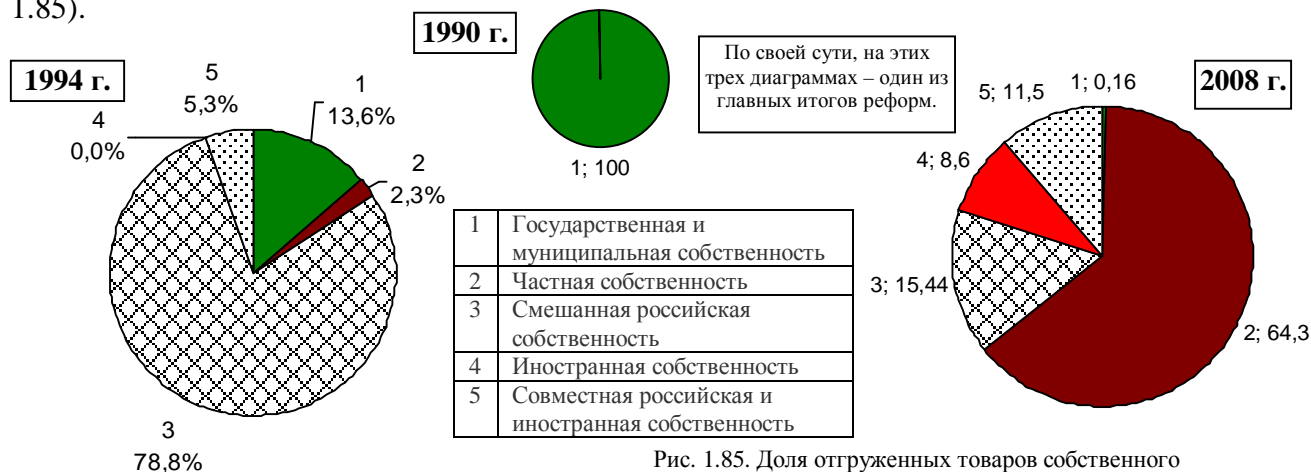 1.85).
1990 г.
1994 г.
5
5,3%
4
0,0%
1
13,6%
2
2,3%
3
78,8%
1; 100
По своей сути, на этих
трех диаграммах – один из
главных итогов реформ.
2008 г.
5; 11,5
1; 0,16
4; 8,6
3; 15,44
2; 64,3
1 Государственная и
муниципальная собственность
2 Частная собственность
3 Смешанная российская
собственность
4 Иностранная собственность
5 Совместная российская и
иностранная собственность
Рис. 1.85. Доля отгруженных товаров собственного